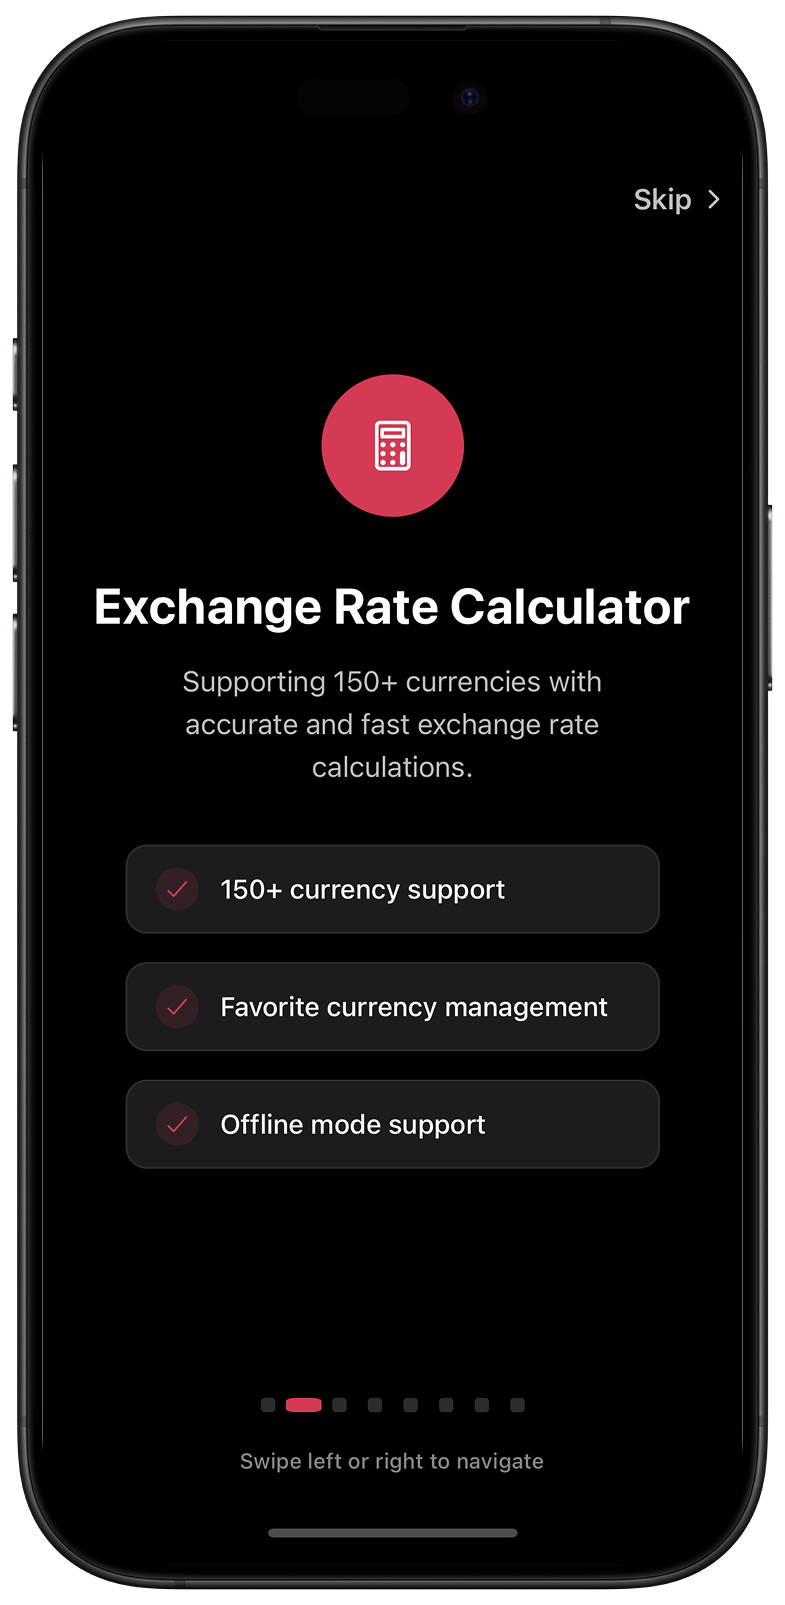 Skip
Exchange Rate Calculator
Supporting 150+ currencies with
accurate and fast exchange rate
calculations.
150+ currency support
Favorite currency management
Offline mode support
Swipe left or right to navigate